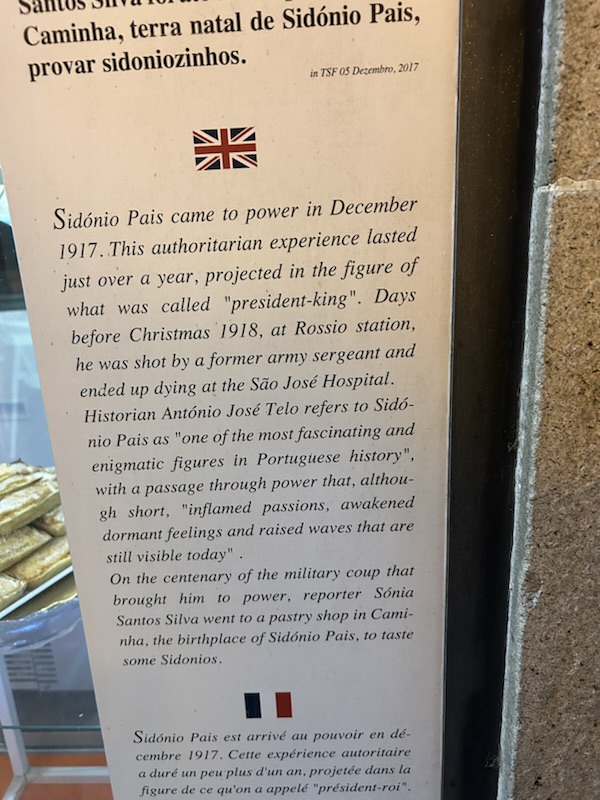 Santos Silva
Caminha, terra natal de Sidónio Pais,
provar sidoniozinhos.
in TSF 05 Dezembro, 2017
Sidónio Pais came to power in December
1917. This authoritarian experience lasted
just over a year, projected in the figure of
what was called "president-king". Days
before Christmas 1918, at Rossio station,
he was shot by a former army sergeant and
ended up dying at the São José Hospital.
Historian António José Telo refers to Sidó-
nio Pais as "one of the most fascinating and
enigmatic figures in Portuguese history",
with a passage through power that, althou-
gh short, "inflamed passions, awakened
dormant feelings and raised waves that are
still visible today" .
On the centenary of the military coup that
brought him to power, reporter Sónia
Santos Silva went to a pastry shop in Cami-
nha, the birthplace of Sidónio Pais, to taste
some Sidonios.
Sidónio Pais est arrivé au pouvoir en dé-
cembre 1917. Cette expérience autoritaire
a duré un peu plus d'un an, projetée dans la
figure de ce qu'on a appelé "président-roi".